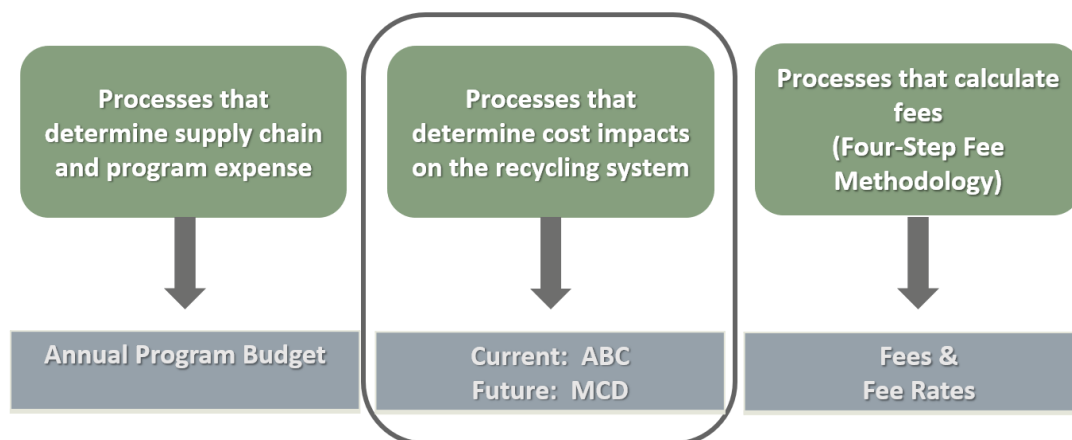 Processes that
determine supply chain
and program expense
Annual Program Budget
Processes that
determine cost impacts
on the recycling system
Current:  ABC
Future:  MCD
Processes that calculate
fees
(Four-Step Fee
Methodology)
Fees &
Fee Rates